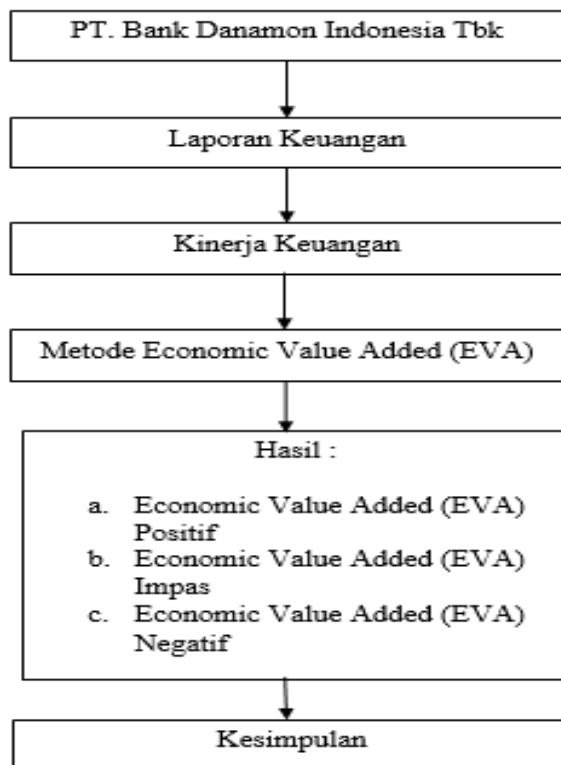 PT. Bank Danamon Indonesia Tbk
Laporan Keuangan
Kinerja Keuangan
Metode Economic Value Added (EVA)
Hasil :
a. Economic Value Added (EVA)
Positif
b. Economic Value Added (EVA)
Impas
c. Economic Value Added (EVA)
Negatif
Kesimpulan